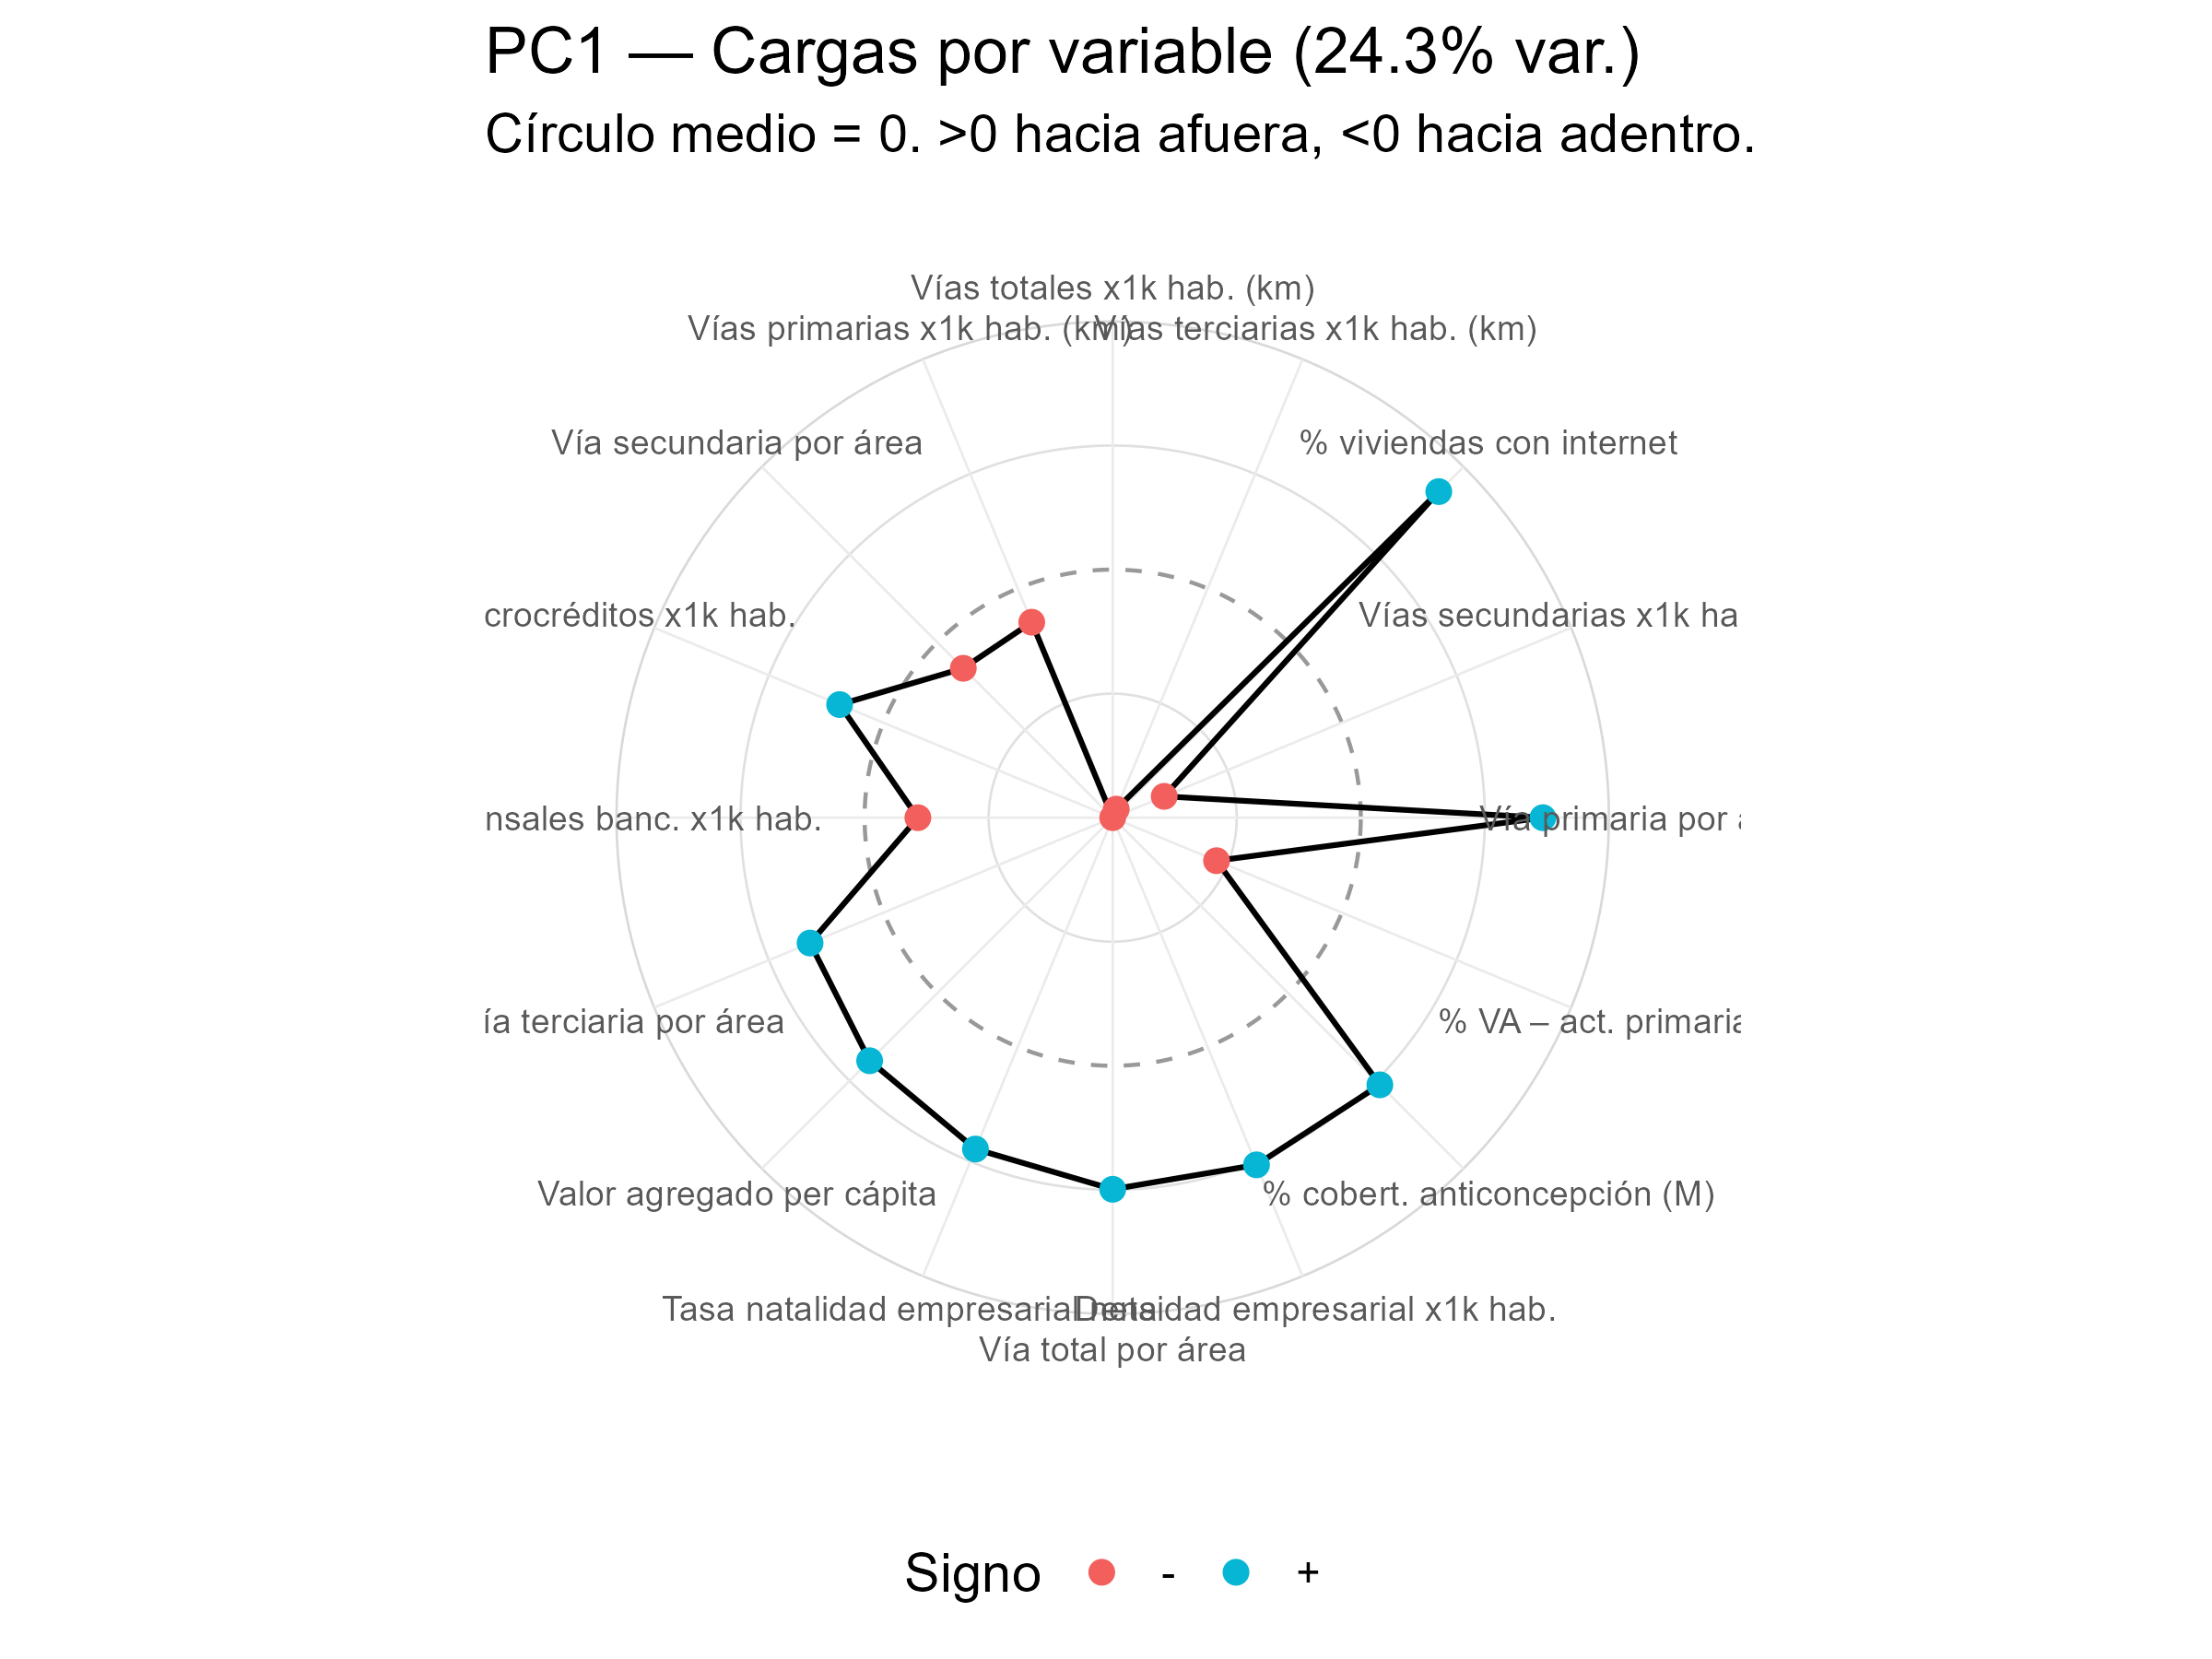 PC1 — Cargas por variable (24.3% var.)
Círculo medio = 0. >0 hacia afuera, <0 hacia adentro.
Vías totales x1k hab. (km)
Vías primarias x1k hab. (km)
Vías terciarias x1k hab. (km)
Vía secundaria por área
% viviendas con internet
crocréditos x1k hab.
Vías secundarias x1k ha
nsales banc. x1k hab.
Vía primaria por
ía terciaria por área
% VA – act. primaria
Valor agregado per cápita
% cobert. anticoncepción (M)
Tasa natalidad empresarial neta
Densidad empresarial x1k hab.
Vía total por área
Signo - +